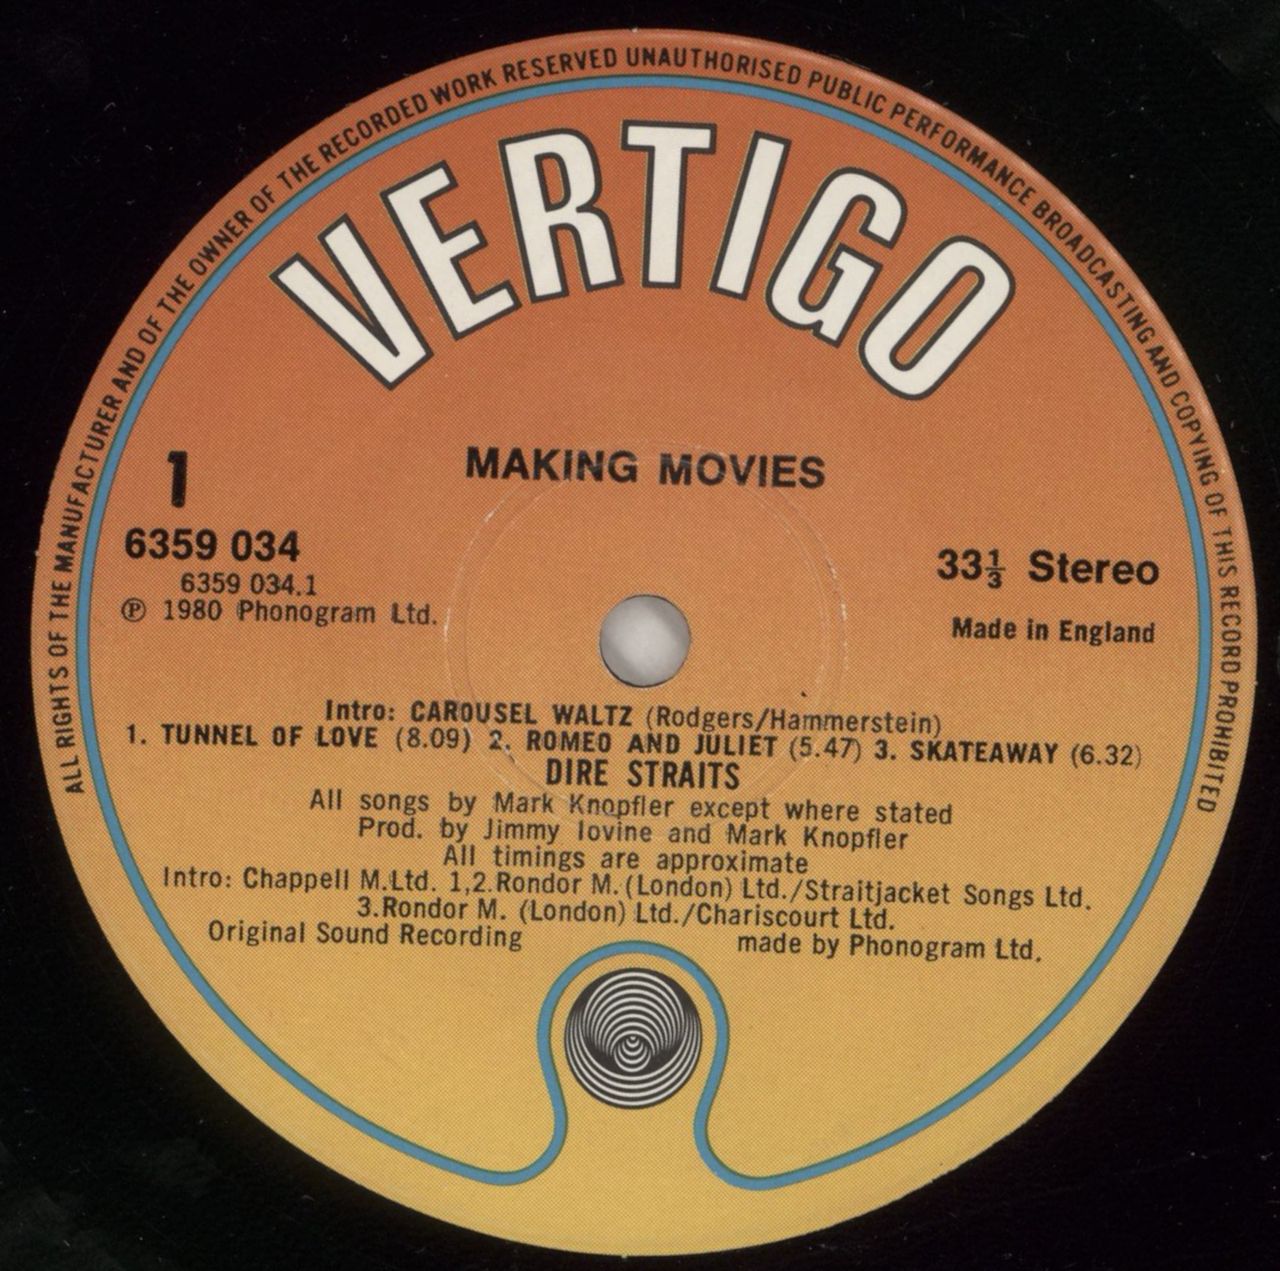 ALL RIGHTS OF THE MANUFACTURER AND OF THE OWNER OF THE RECORDED WORK RESERVED UNAUTHORISED PUBLIC PERFORMANCE BROADCASTING AND COPYING OF THIS RECORD PROHIBITED
VERTIGO
MAKING MOVIES
1
6359 034
6359 034.1
℗ 1980 Phonogram Ltd.
33⅓ Stereo
Made in England
Intro: CAROUSEL WALTZ (Rodgers/Hammerstein)
1. TUNNEL OF LOVE (8.09) 2. ROMEO AND JULIET (5.47) 3. SKATEAWAY (6.32)
DIRE STRAITS
All songs by Mark Knopfler except where stated
Prod. by Jimmy Iovine and Mark Knopfler
All timings are approximate
Intro: Chappell M.Ltd. 1,2.Rondor M.(London) Ltd./Straitjacket Songs Ltd.
3.Rondor M. (London) Ltd./Chariscourt Ltd.
Original Sound Recording made by Phonogram Ltd.